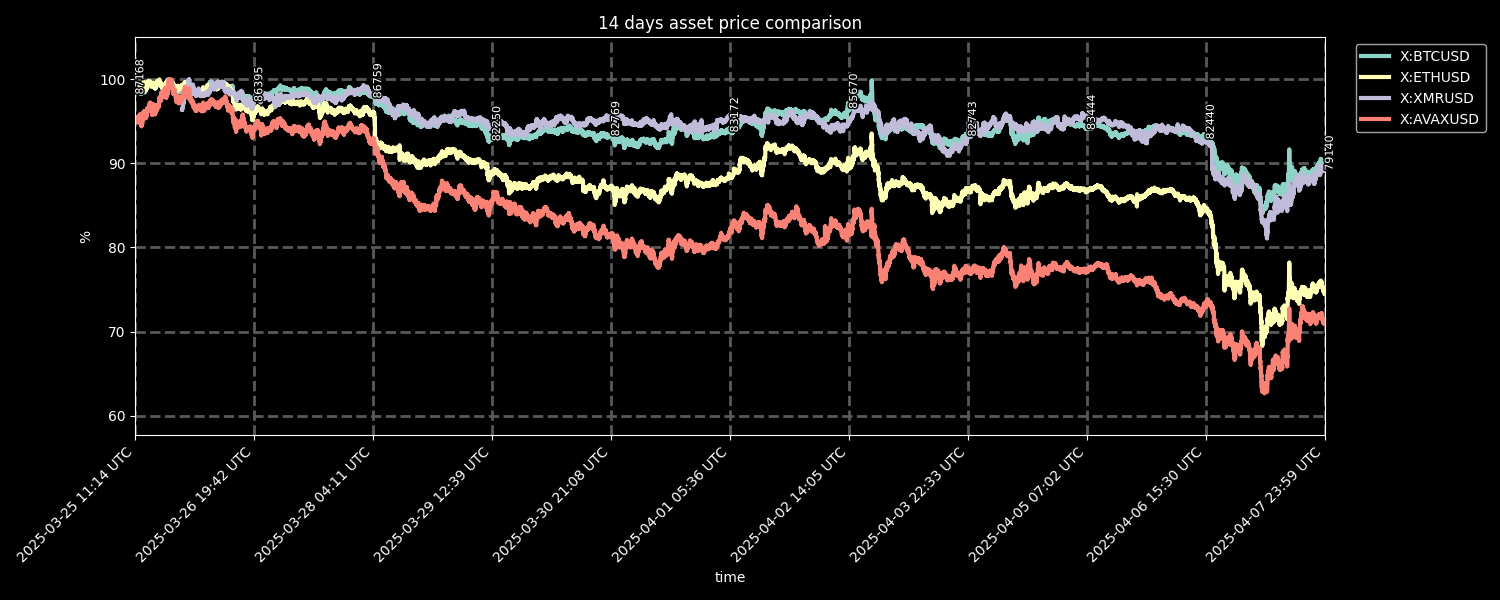 14 days asset price comparison
X:BTCUSD
X:ETHUSD
X:XMRUSD
X:AVAXUSD
87168
86395
86759
82250
82769
83172
85670
82743
83444
82440
79140
100
90
80
70
60
%
2025-03-25 11:14 UTC
2025-03-26 19:42 UTC
2025-03-28 04:11 UTC
2025-03-29 12:39 UTC
2025-03-30 21:08 UTC
2025-04-01 05:36 UTC
2025-04-02 14:05 UTC
2025-04-03 22:33 UTC
2025-04-05 07:02 UTC
2025-04-06 15:30 UTC
2025-04-07 23:59 UTC
time